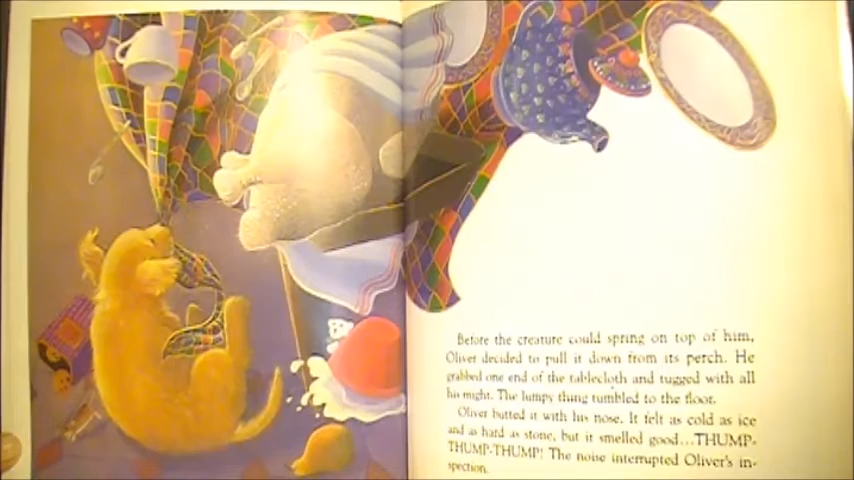 Before the creature could spring on top of him,
Oliver decided to pull it down from its perch. He
grabbed one end of the tablecloth and tugged with all
his might. The lumpy thing tumbled to the floor.
Oliver butted it with his nose. It felt as cold as ice
and as hard as stone, but it smelled good...THUMP-
THUMP-THUMP! The noise interrupted Oliver's in-
spection.